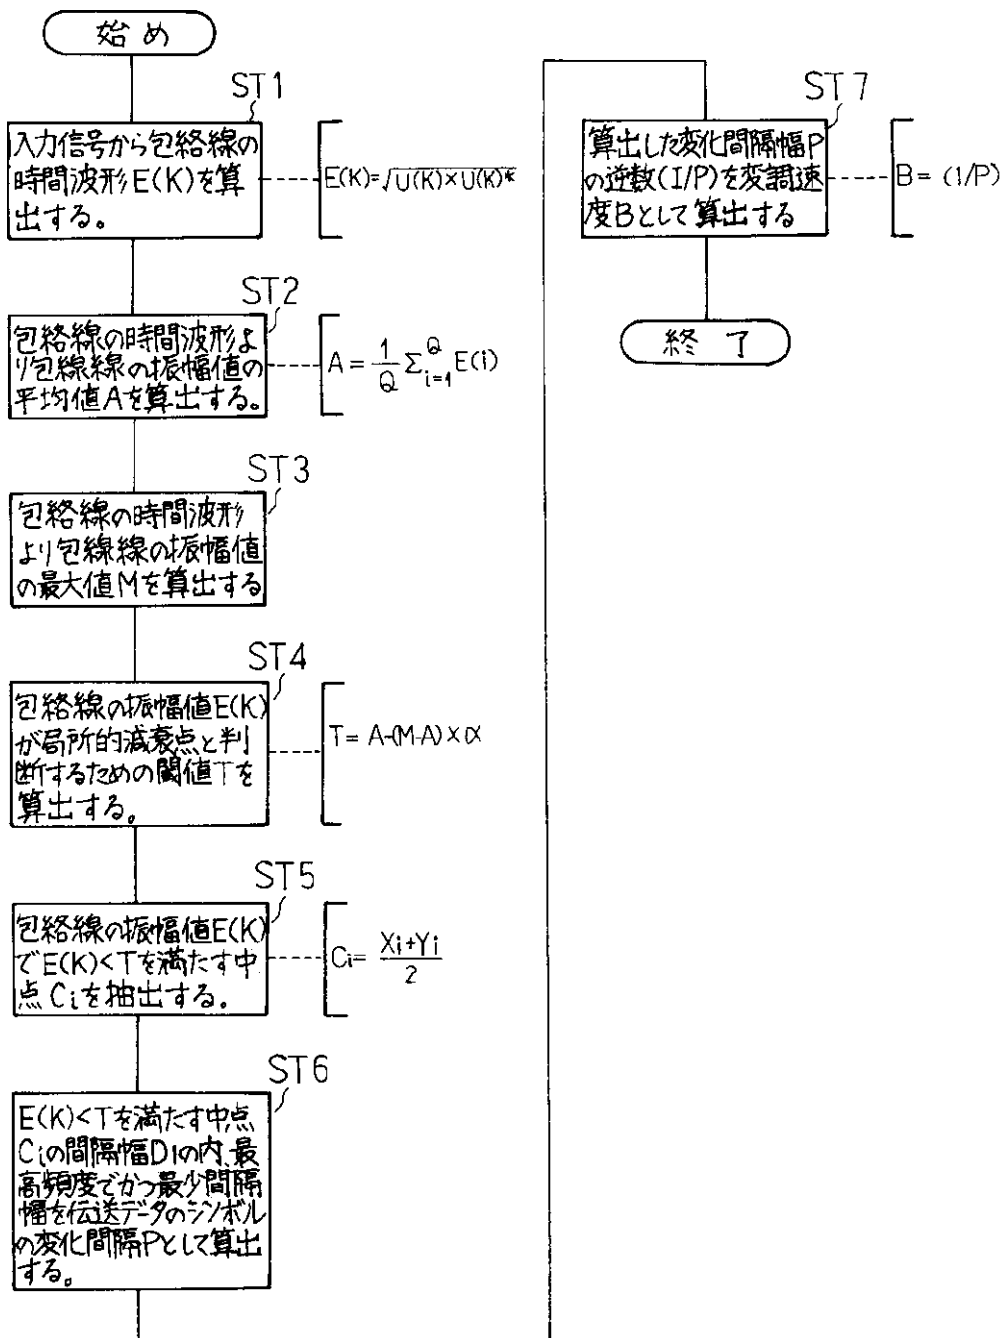 始め
ST1
入力信号から包絡線の
時間波形E(K)を算
出する。
E(K)=√U(K)×U(K)*
ST2
包絡線の時間波形よ
り包線線の振幅値の
平均値Aを算出する。
A = 1/Q Σ_{i=1}^{Q} E(i)
ST3
包絡線の時間波形
より包線線の振幅値
の最大値Mを算出する
ST4
包絡線の振幅値E(K)
が局所的減衰点と判
断するための閾値Tを
算出する。
T= A-(M-A)×α
ST5
包絡線の振幅値E(K)
でE(K)<Tを満たす中
点Ciを抽出する。
Ci= Xi+Yi/2
ST6
E(K)<Tを満たす中点
Ciの間隔幅DIの内、最
高頻度でかつ最少間隔
幅を伝送データのシンボル
の変化間隔Pとして算出
する。
ST7
算出した変化間隔幅P
の逆数(I/P)を変調速
度Bとして算出する
B= (1/P)
終了